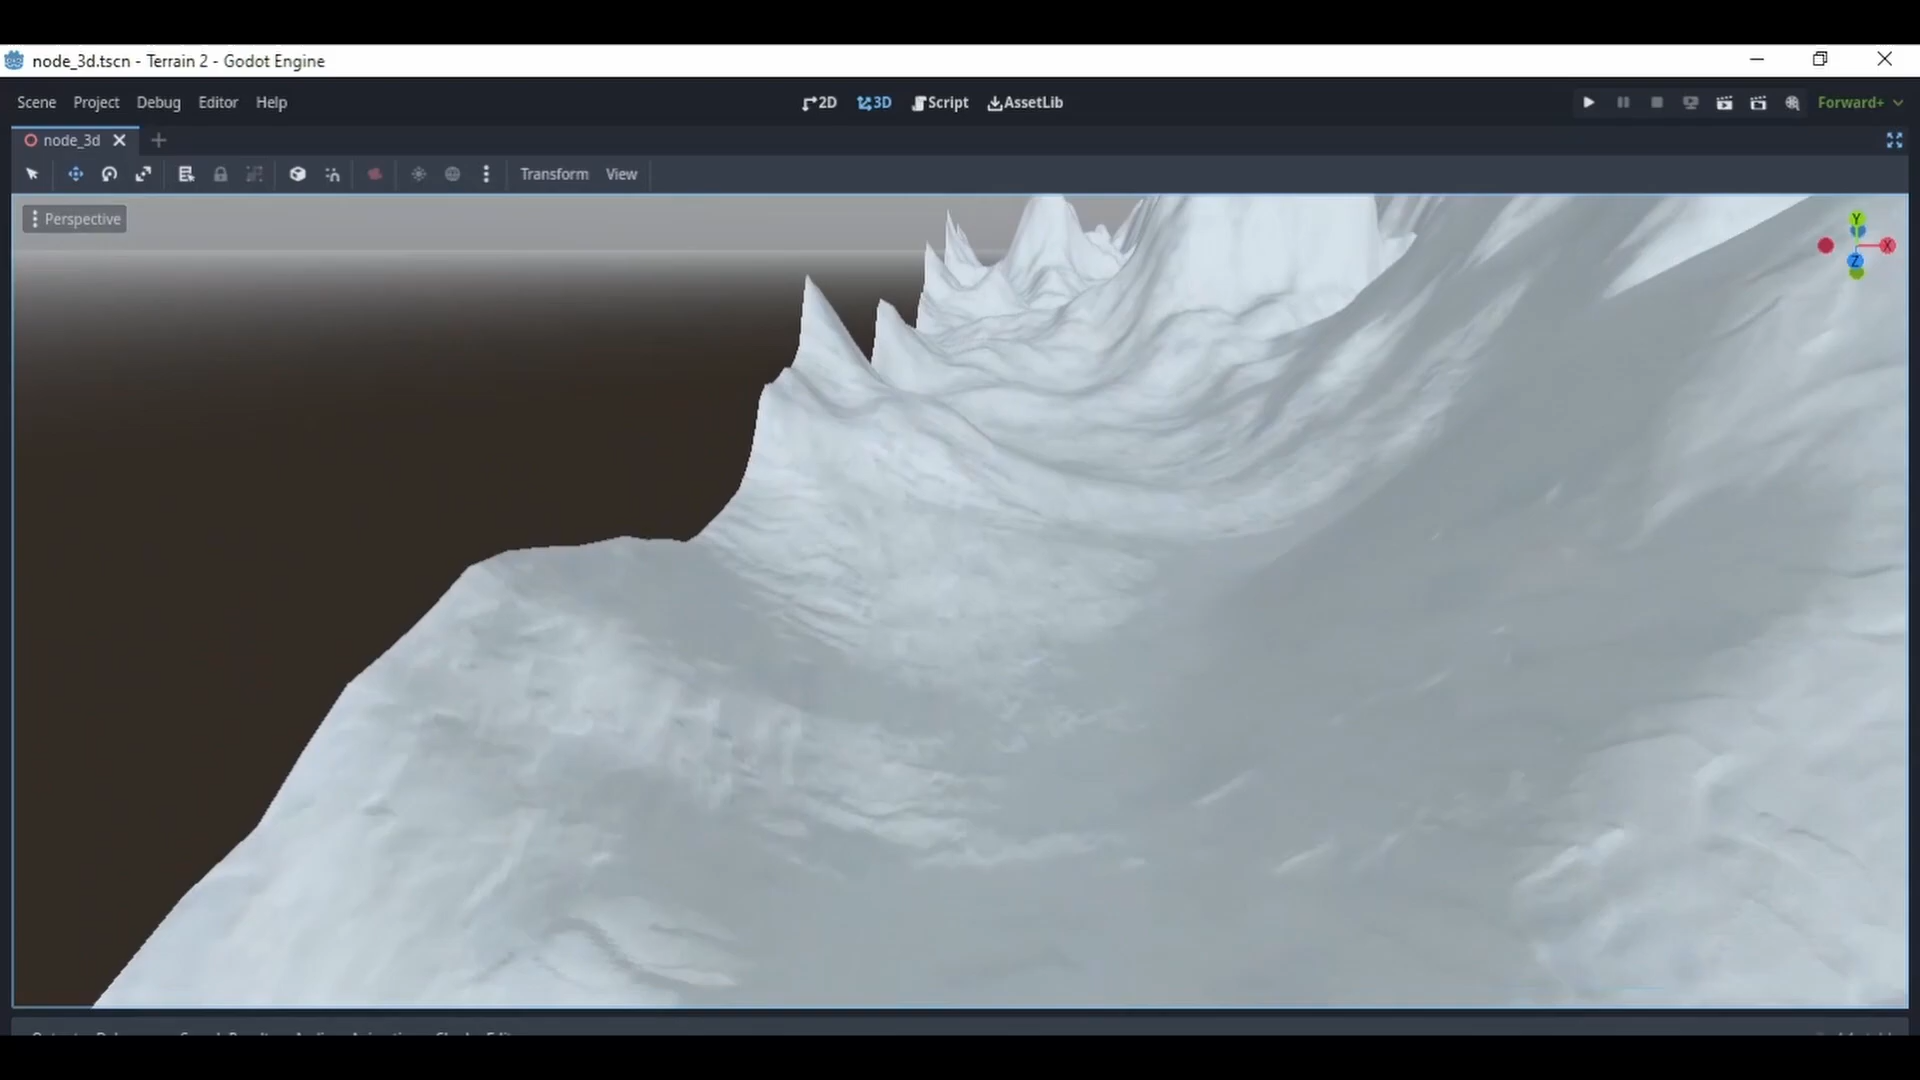 node_3d.tscn - Terrain 2 - Godot Engine
Scene Project Debug Editor Help
2D 3D Script AssetLib
Forward+
node_3d
Transform View
Perspective
Y
X
Z